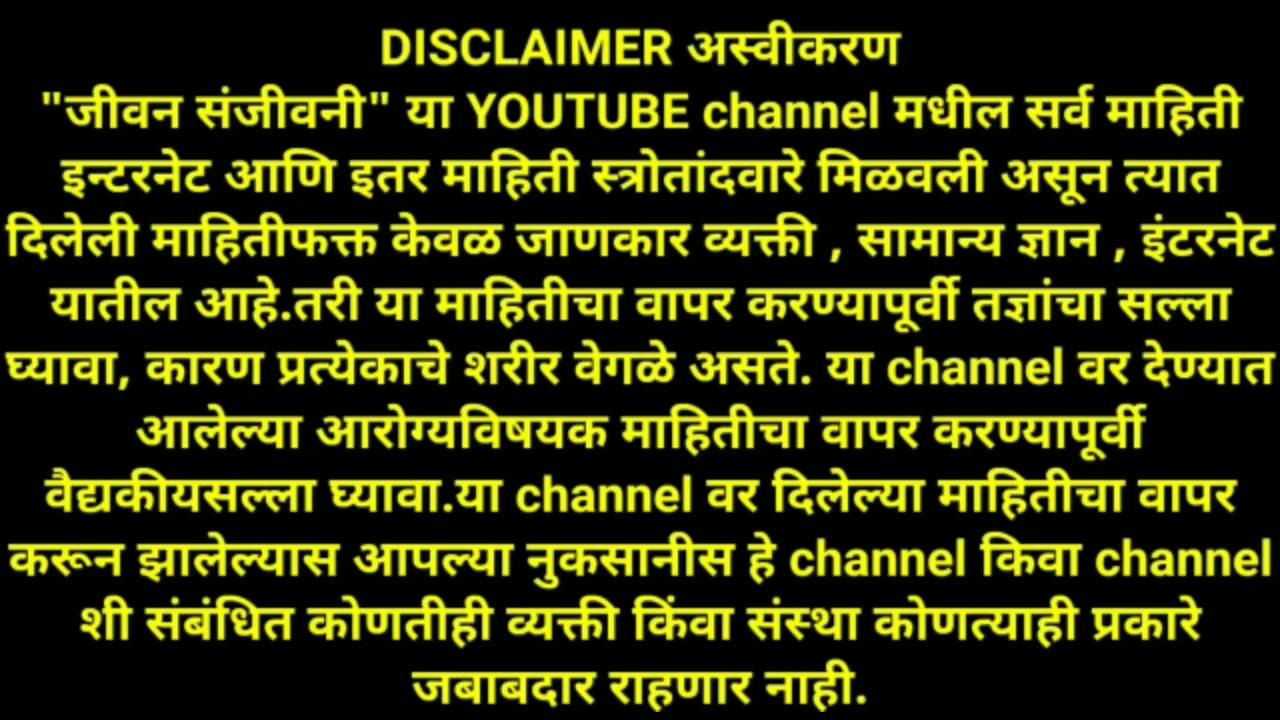 DISCLAIMER अस्वीकरण
"जीवन संजीवनी" या YOUTUBE channel मधील सर्व माहिती
इन्टरनेट आणि इतर माहिती स्त्रोतांदवारे मिळवली असून त्यात
दिलेली माहितीफक्त केवळ जाणकार व्यक्ती , सामान्य ज्ञान , इंटरनेट
यातील आहे.तरी या माहितीचा वापर करण्यापूर्वी तज्ञांचा सल्ला
घ्यावा, कारण प्रत्येकाचे शरीर वेगळे असते. या channel वर देण्यात
आलेल्या आरोग्यविषयक माहितीचा वापर करण्यापूर्वी
वैद्यकीयसल्ला घ्यावा.या channel वर दिलेल्या माहितीचा वापर
करून झालेल्यास आपल्या नुकसानीस हे channel किवा channel
शी संबंधित कोणतीही व्यक्ती किंवा संस्था कोणत्याही प्रकारे
जबाबदार राहणार नाही.